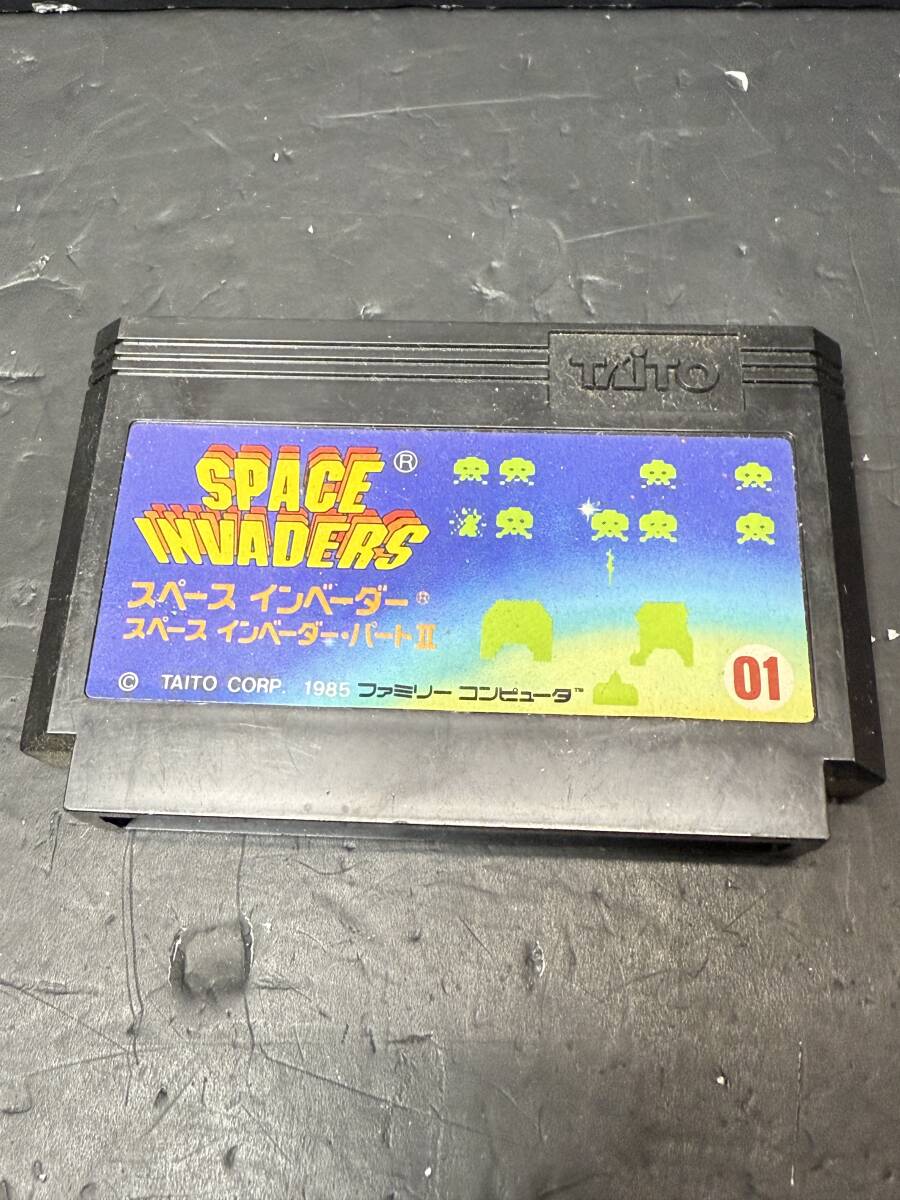 TAITO
SPACE ®
INVADERS
スペース インベーダー®
スペース インベーダー・パートII
© TAITO CORP. 1985 ファミリー コンピュータ™
01